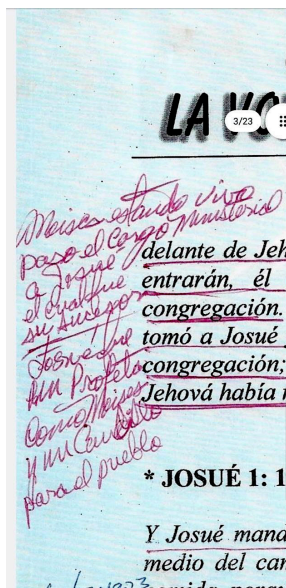 LA VO
3/23
Moises estando vivo
paso el cargo Ministerial
a Josue
el cual fue
su sucesor
Josué fue
un Profeta
Como Moises
y un Caudillo
para el pueblo
delante de Jeh
entrarán, él
congregación.
tomó a Josué
congregación;
Jehová había
* JOSUÉ 1: 1
Y Josué mand
medio del can